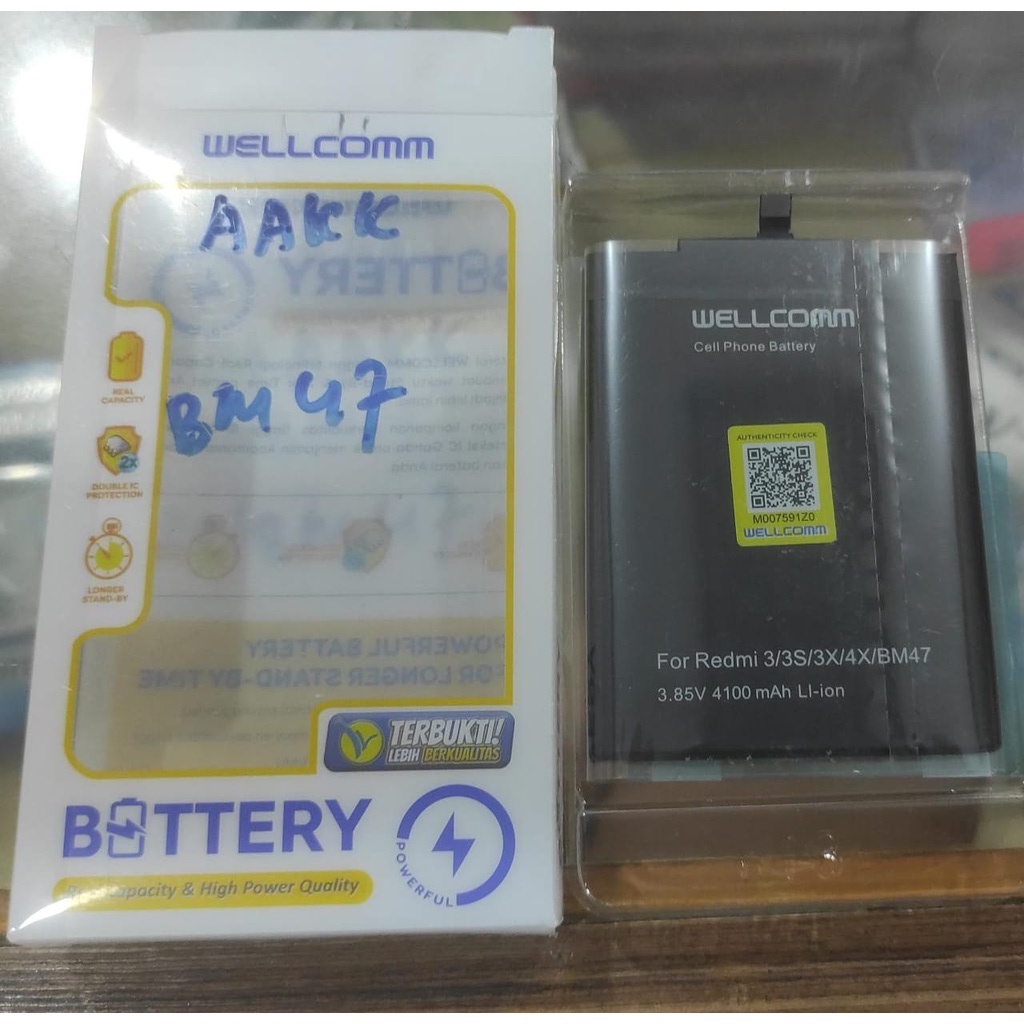 WELLCOMM
AAKK
BM47
REAL
CAPACITY
2x
DOUBLE IC
PROTECTION
LONGER
STAND-BY
POWERFUL BATTERY
FOR LONGER STAND-BY TIME
TERBUKTI!
LEBIH BERKUALITAS
BATTERY
Capacity & High Power Quality
POWERFUL
WELLCOMM
Cell Phone Battery
AUTHENTICITY CHECK
M007591Z0
WELLCOMM
For Redmi 3/3S/3X/4X/BM47
3.85V 4100 mAh LI-ion